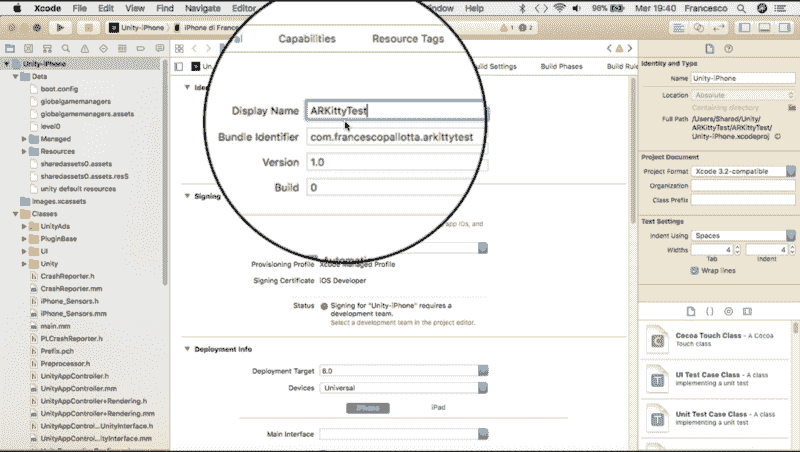 Xcode File Edit View Find Navigate Editor Window Help 98% Mer 19:40 Francesco
Unity-iPhone iPhone di Frances 1 2
Capabilities Resource Tags
Build Settings Build Phases Build Rule
Unity-iPhone
Data
boot.config
globalgamemanagers
globalgamemanagers.assets
level0
Managed
Resources
sharedassets0.assets
sharedassets0.assets.resS
unity default resources
Images.xcassets
Classes
UnityAds
PluginBase
UI
Unity
CrashReporter.h
CrashReporter.mm
iPhone_Sensors.h
iPhone_Sensors.mm
main.mm
PLCrashReporter.h
Prefix.pch
Preprocessor.h
UnityAppController.h
UnityAppController.mm
UnityAppController+Rendering.h
UnityAppController+Rendering.mm
UnityAppCont...UnityInterface.h
UnityAppCont...ityInterface.mm
Display Name ARKittyTest
Bundle Identifier com.francescopallotta.arkittytest
Version 1.0
Build 0
Signing
app IDs, and
Provisioning Profile Xcode Managed Profile
Signing Certificate iOS Developer
Status Signing for "Unity-iPhone" requires a
development team.
Select a development team in the project editor.
Deployment Info
Deployment Target 8.0
Devices Universal
iPhone iPad
Main Interface
Identity and Type
Name Unity-iPhone
Location Absolute
Containing directory
Full Path /Users/Shared/Unity/
ARKittyTest/ARKittyTest/
Unity-iPhone.xcodeproj
Project Document
Project Format Xcode 3.2-compatible
Organization
Class Prefix
Text Settings
Indent Using Spaces
Widths 4 4
Tab Indent
Wrap lines
Cocoa Touch Class - A Cocoa
Touch class
UI Test Case Class - A class
implementing a unit test
Unit Test Case Class - A class
implementing a unit test